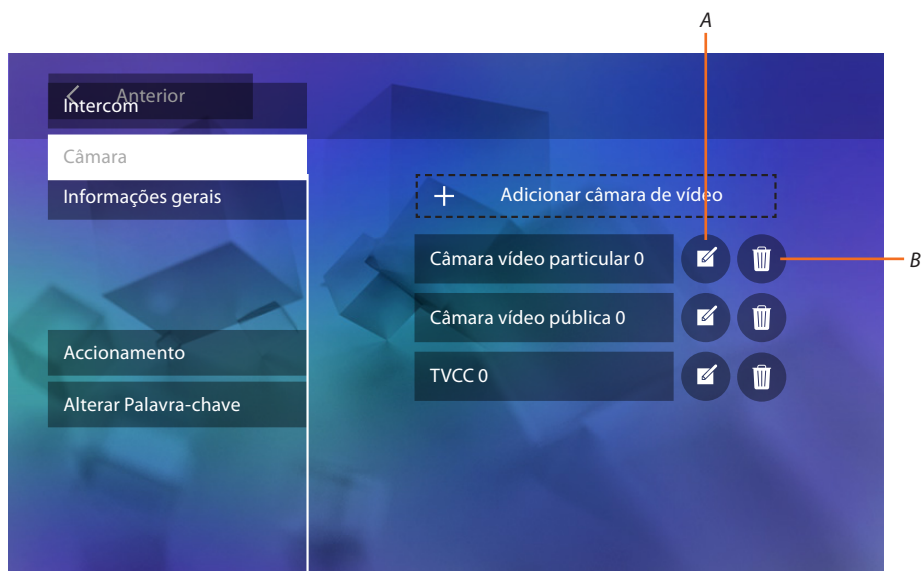 A
Anterior
Intercom
Câmara
Informações gerais
Accionamento
Alterar Palavra-chave
Adicionar câmara de vídeo
Câmara vídeo particular 0
B
Câmara vídeo pública 0
TVCC 0